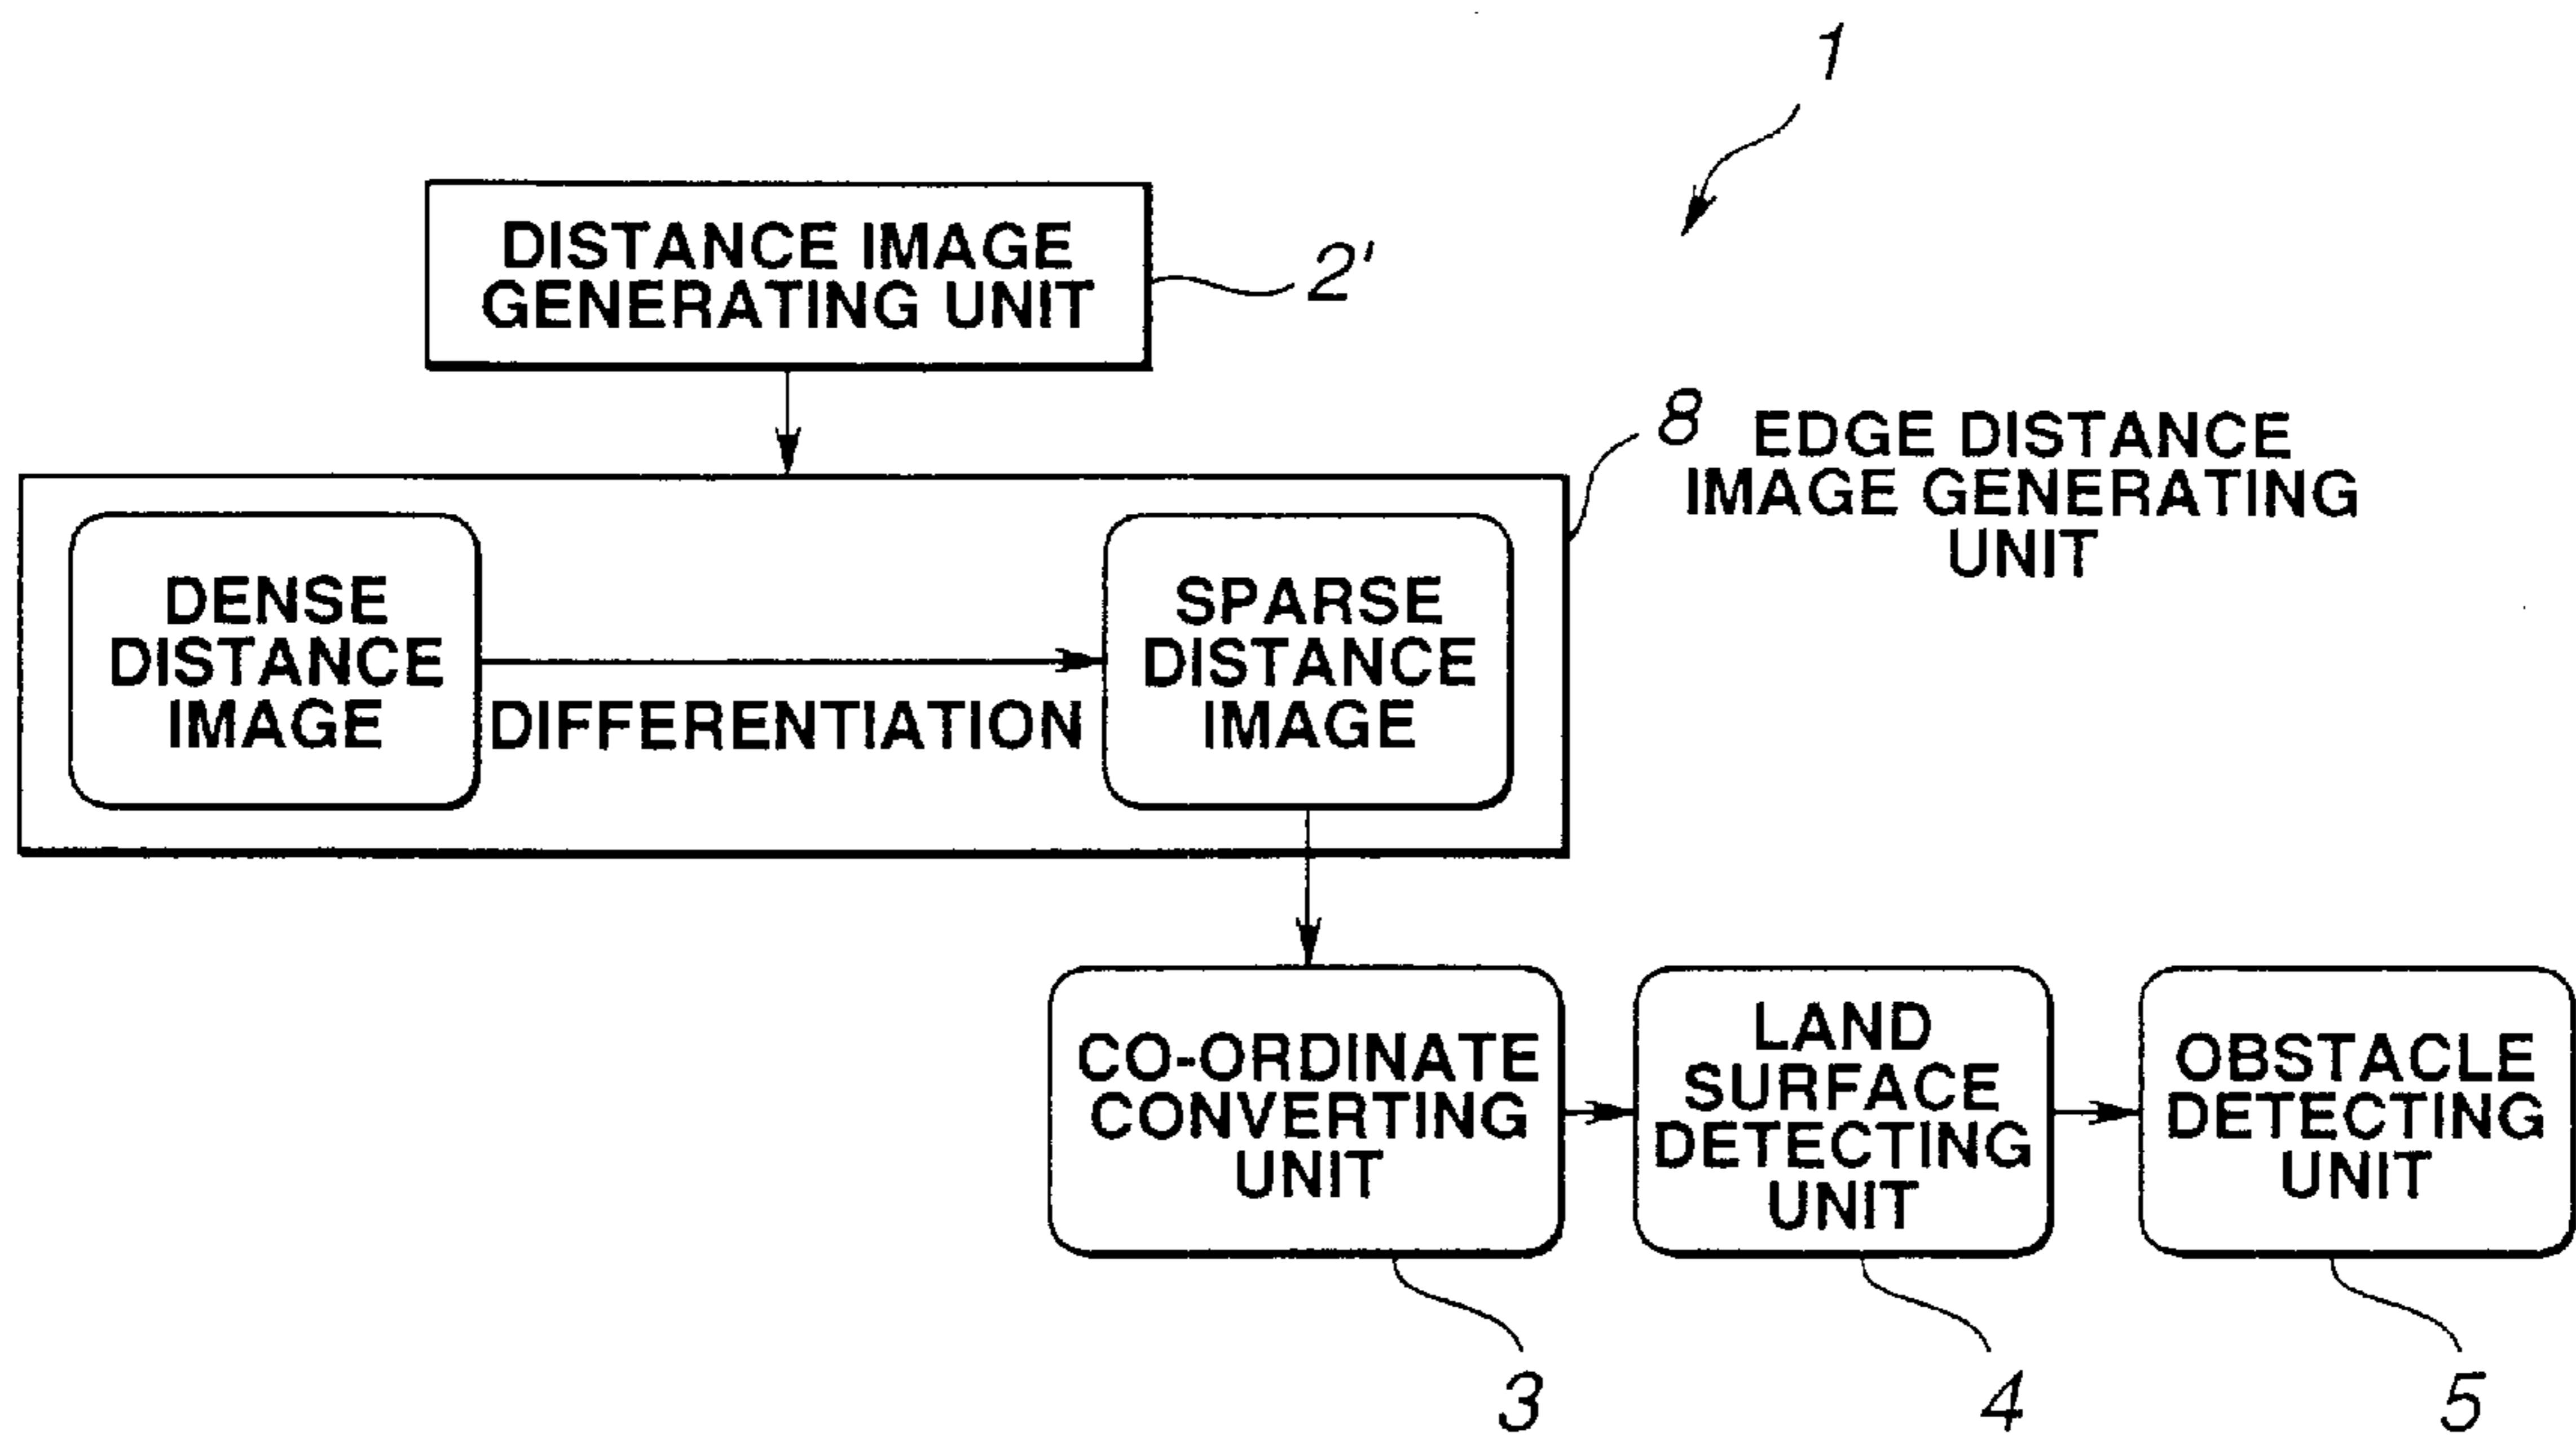 1
DISTANCE IMAGE
GENERATING UNIT
2'
8
EDGE DISTANCE
IMAGE GENERATING
UNIT
DENSE
DISTANCE
IMAGE
DIFFERENTIATION
SPARSE
DISTANCE
IMAGE
CO-ORDINATE
CONVERTING
UNIT
LAND
SURFACE
DETECTING
UNIT
OBSTACLE
DETECTING
UNIT
3
4
5